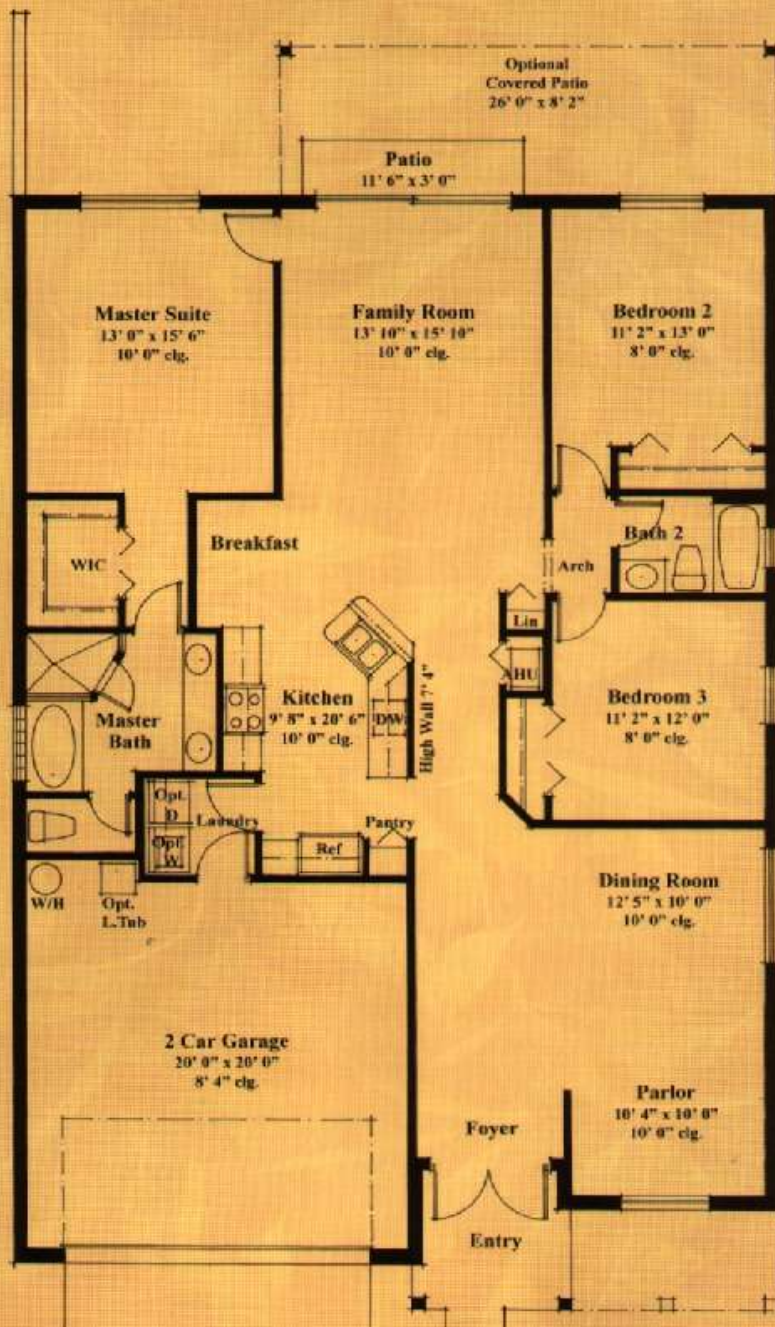 Optional
Covered Patio
26' 0" x 8' 2"
Patio
11' 6" x 3' 0"
Master Suite
13' 0" x 15' 6"
10' 0" clg.
Family Room
13' 10" x 15' 10"
10' 0" clg.
Bedroom 2
11' 2" x 13' 0"
8' 0" clg.
WIC
Breakfast
Arch
Bath 2
Lin
AHU
Master
Bath
Kitchen
9' 8" x 20' 6"
10' 0" clg.
DW
High Wall 7' 4"
Bedroom 3
11' 2" x 12' 0"
8' 0" clg.
Opt.
D
Laundry
Opt.
W
Ref
Pantry
W/H
Opt.
L.Tub
Dining Room
12' 5" x 10' 0"
10' 0" clg.
2 Car Garage
20' 0" x 20' 0"
8' 4" clg.
Parlor
10' 4" x 10' 0"
10' 0" clg.
Foyer
Entry